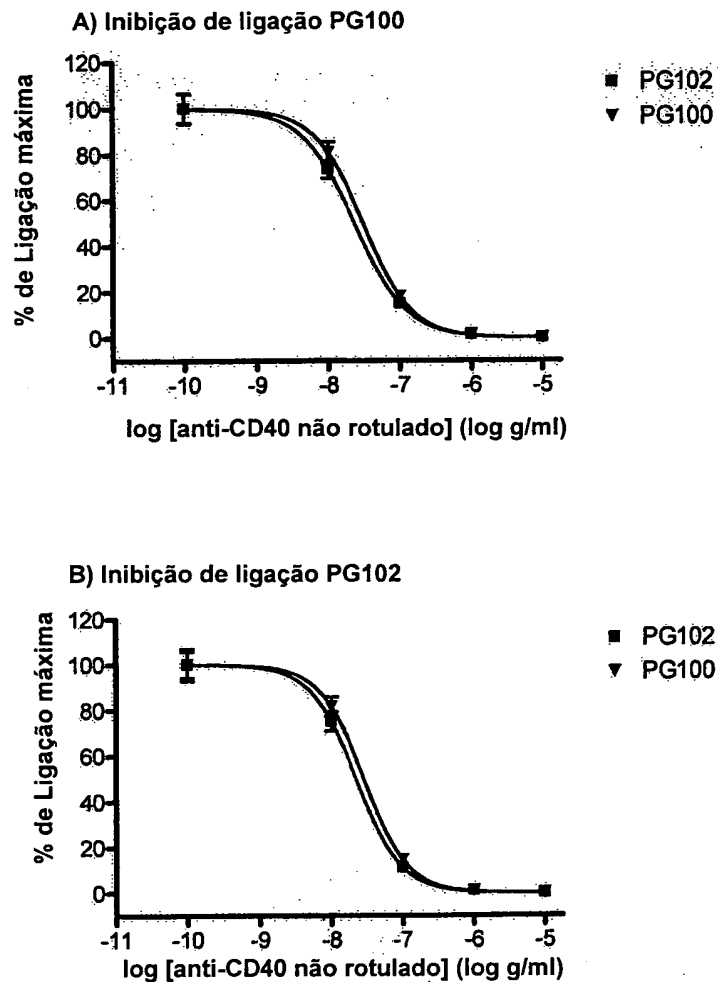 A) Inibição de ligação PG100
120
100
80
60
40
20
0
% de Ligação máxima
-11 -10 -9 -8 -7 -6 -5
log [anti-CD40 não rotulado] (log g/ml)
PG102
PG100
B) Inibição de ligação PG102
120
100
80
60
40
20
0
% de Ligação máxima
-11 -10 -9 -8 -7 -6 -5
log [anti-CD40 não rotulado] (log g/ml)
PG102
PG100